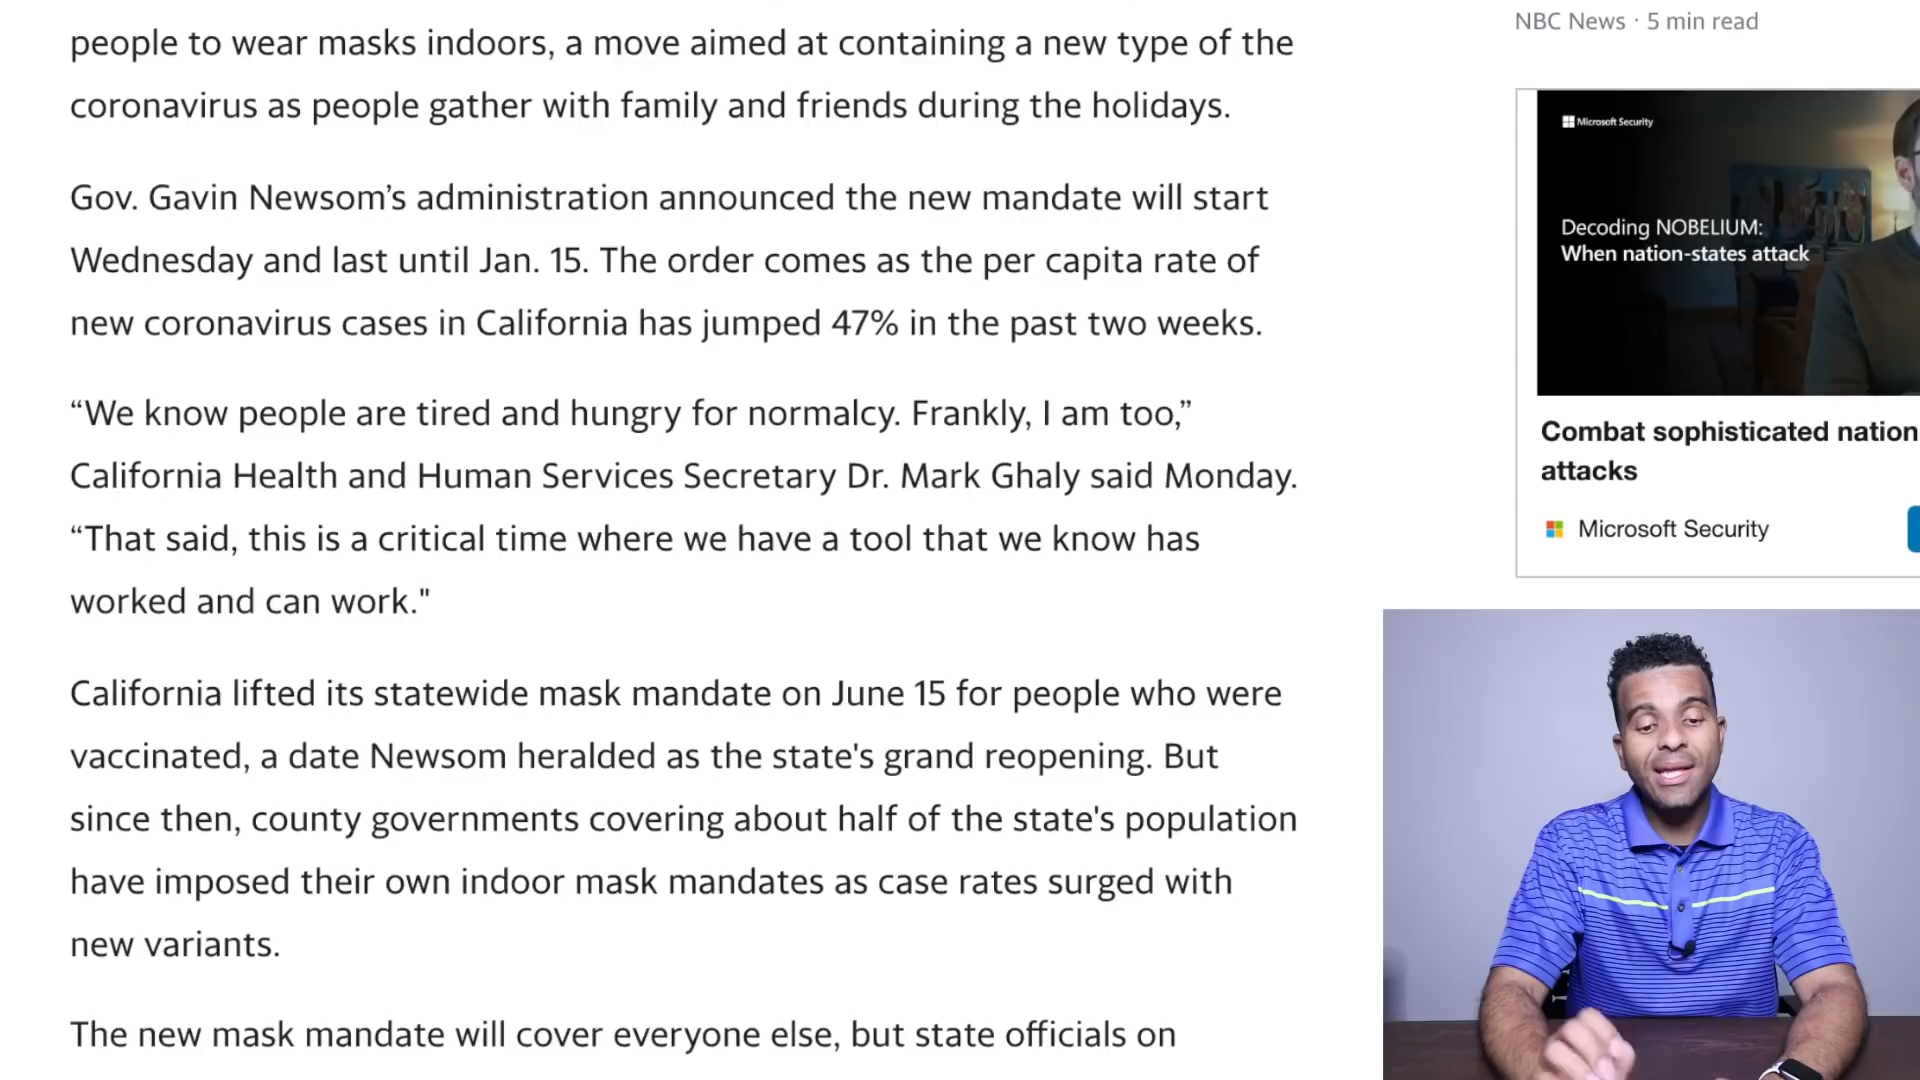 people to wear masks indoors, a move aimed at containing a new type of the
coronavirus as people gather with family and friends during the holidays.
Gov. Gavin Newsom’s administration announced the new mandate will start
Wednesday and last until Jan. 15. The order comes as the per capita rate of
new coronavirus cases in California has jumped 47% in the past two weeks.
“We know people are tired and hungry for normalcy. Frankly, I am too,”
California Health and Human Services Secretary Dr. Mark Ghaly said Monday.
“That said, this is a critical time where we have a tool that we know has
worked and can work."
California lifted its statewide mask mandate on June 15 for people who were
vaccinated, a date Newsom heralded as the state's grand reopening. But
since then, county governments covering about half of the state's population
have imposed their own indoor mask mandates as case rates surged with
new variants.
The new mask mandate will cover everyone else, but state officials on
NBC News · 5 min read
Microsoft Security
Decoding NOBELIUM:
When nation-states attack
Combat sophisticated nation
attacks
Microsoft Security